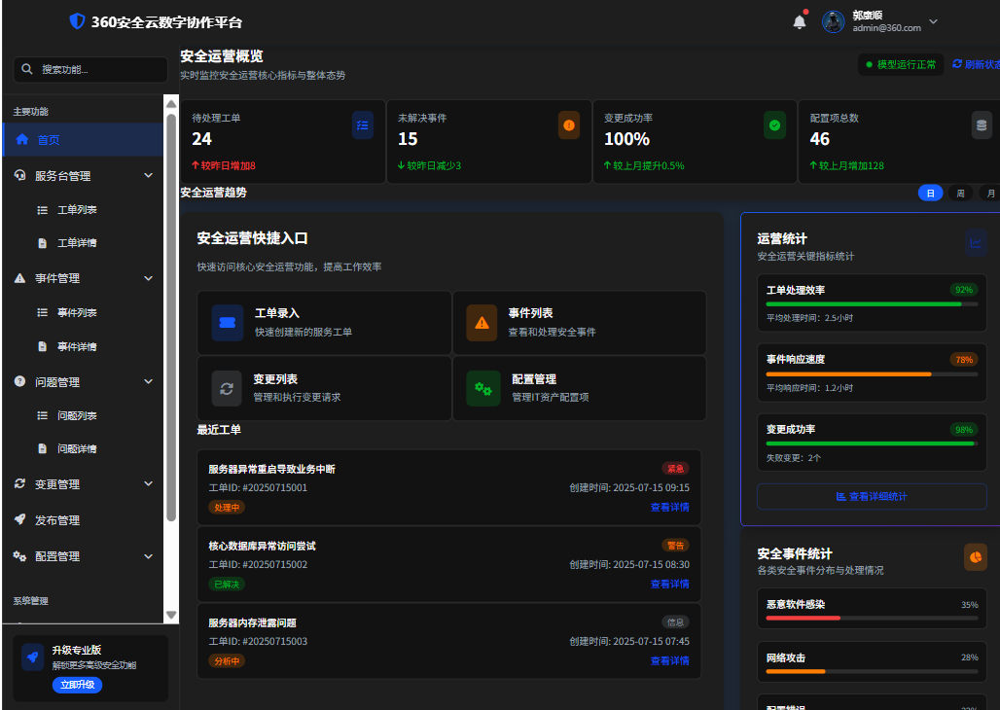 360安全云数字协作平台
郭康顺
admin@360.com
搜索功能...
主要功能
首页
服务台管理
工单列表
工单详情
事件管理
事件列表
事件详情
问题管理
问题列表
问题详情
变更管理
发布管理
配置管理
系统管理
升级专业版
解锁更多高级安全功能
立即升级
安全运营概览
实时监控安全运营核心指标与整体态势
模型运行正常
刷新状态
待处理工单
24
较昨日增加8
未解决事件
15
较昨日减少3
变更成功率
100%
较上月提升0.5%
配置项总数
46
较上月增加128
安全运营趋势
日
周
月
安全运营快捷入口
快速访问核心安全运营功能，提高工作效率
工单录入
快速创建新的服务工单
事件列表
查看和处理安全事件
变更列表
管理和执行变更请求
配置管理
管理IT资产配置项
最近工单
服务器异常重启导致业务中断
紧急
工单ID: #20250715001
创建时间: 2025-07-15 09:15
处理中
查看详情
核心数据库异常访问尝试
警告
工单ID: #20250715002
创建时间: 2025-07-15 08:30
已解决
查看详情
服务器内存泄露问题
信息
工单ID: #20250715003
创建时间: 2025-07-15 07:45
分析中
查看详情
运营统计
安全运营关键指标统计
工单处理效率
92%
平均处理时间：2.5小时
事件响应速度
78%
平均响应时间：1.2小时
变更成功率
98%
失败变更：2个
查看详细统计
安全事件统计
各类安全事件分布与处理情况
恶意软件感染
35%
网络攻击
28%
配置错误